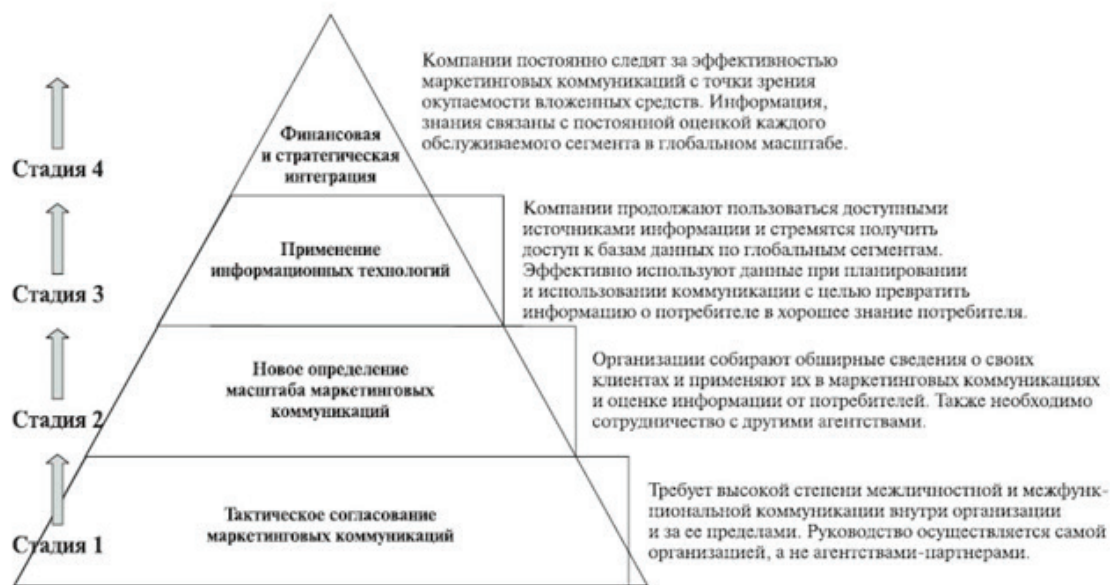 Компании постоянно следят за эффективностью
маркетинговых коммуникаций с точки зрения
окупаемости вложенных средств. Информация,
знания связаны с постоянной оценкой каждого
обслуживаемого сегмента в глобальном масштабе.
Финансовая
и стратегическая
интеграция
Стадия 4
Компании продолжают пользоваться доступными
источниками информации и стремятся получить
доступ к базам данных по глобальным сегментам.
Эффективно используют данные при планировании
и использовании коммуникации с целью превратить
информацию о потребителе в хорошее знание потребителя.
Применение
информационных технологий
Стадия 3
Организации собирают обширные сведения о своих
клиентах и применяют их в маркетинговых коммуникациях
и оценке информации от потребителей. Также необходимо
сотрудничество с другими агентствами.
Новое определение
масштаба маркетинговых
коммуникаций
Стадия 2
Требует высокой степени межличностной и межфунк-
циональной коммуникации внутри организации
и за ее пределами. Руководство осуществляется самой
организацией, а не агентствами-партнерами.
Тактическое согласование
маркетинговых коммуникаций
Стадия 1